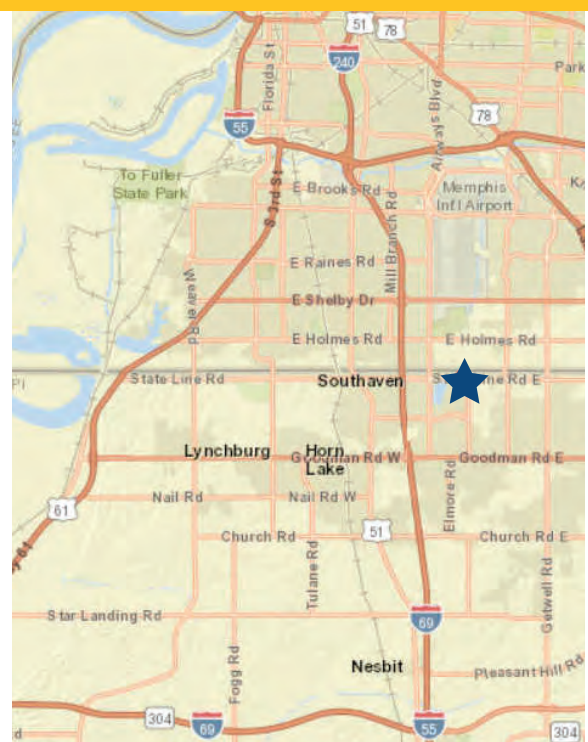 51
78
240
Florida St
Park
Airways Blvd
78
55
To Fuller
State Park
S 3rd St
E Brooks Rd
Mill Branch Rd
Memphis
Int'l Airport
E Raines Rd
Weaver Rd
E Shelby Dr
E Holmes Rd
E Holmes Rd
State Line Rd
Southaven
Rd E
Lynchburg
Horn
Lake
Goodman Rd W
Goodman Rd E
Nail Rd
Nail Rd W
61
Elmore Rd
51
Church Rd
Church Rd E
Tulane Rd
Getwell Rd
Star Landing Rd
69
Fogg Rd
Nesbit
Pleasant Hill Rd
304
69
55
304